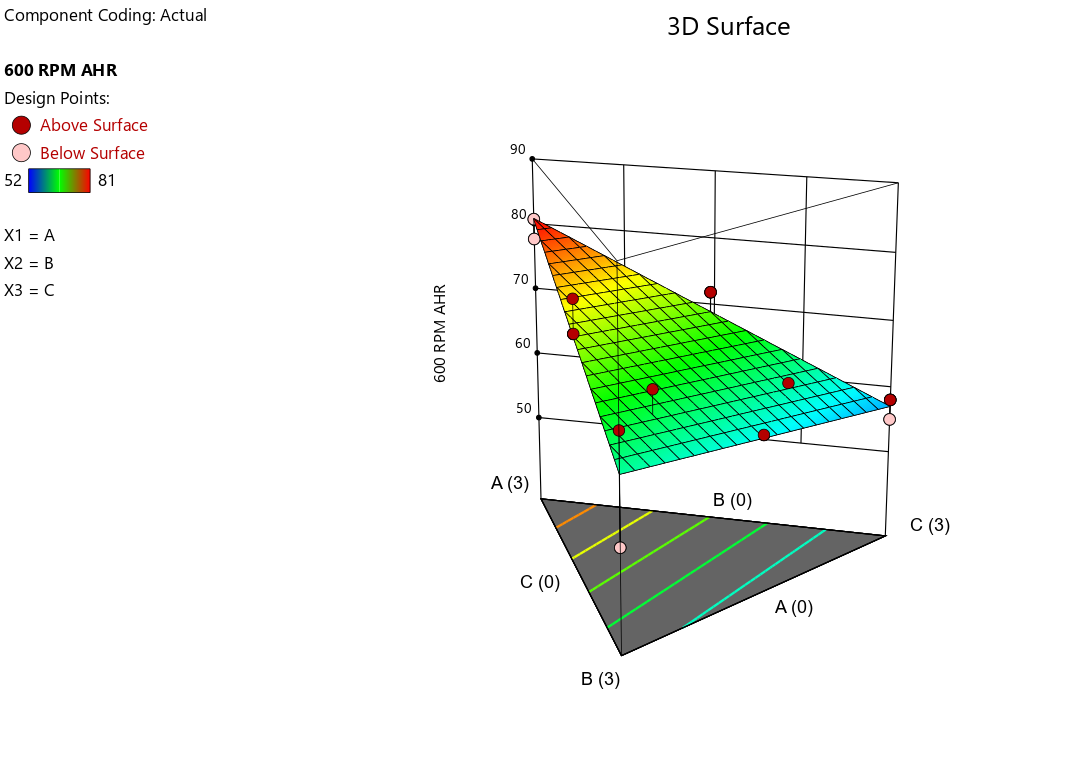 Component Coding: Actual
3D Surface
600 RPM AHR
Design Points:
Above Surface
Below Surface
52 81
X1 = A
X2 = B
X3 = C
90
80
70
60
50
600 RPM AHR
A (3)
B (0)
C (3)
C (0)
A (0)
B (3)